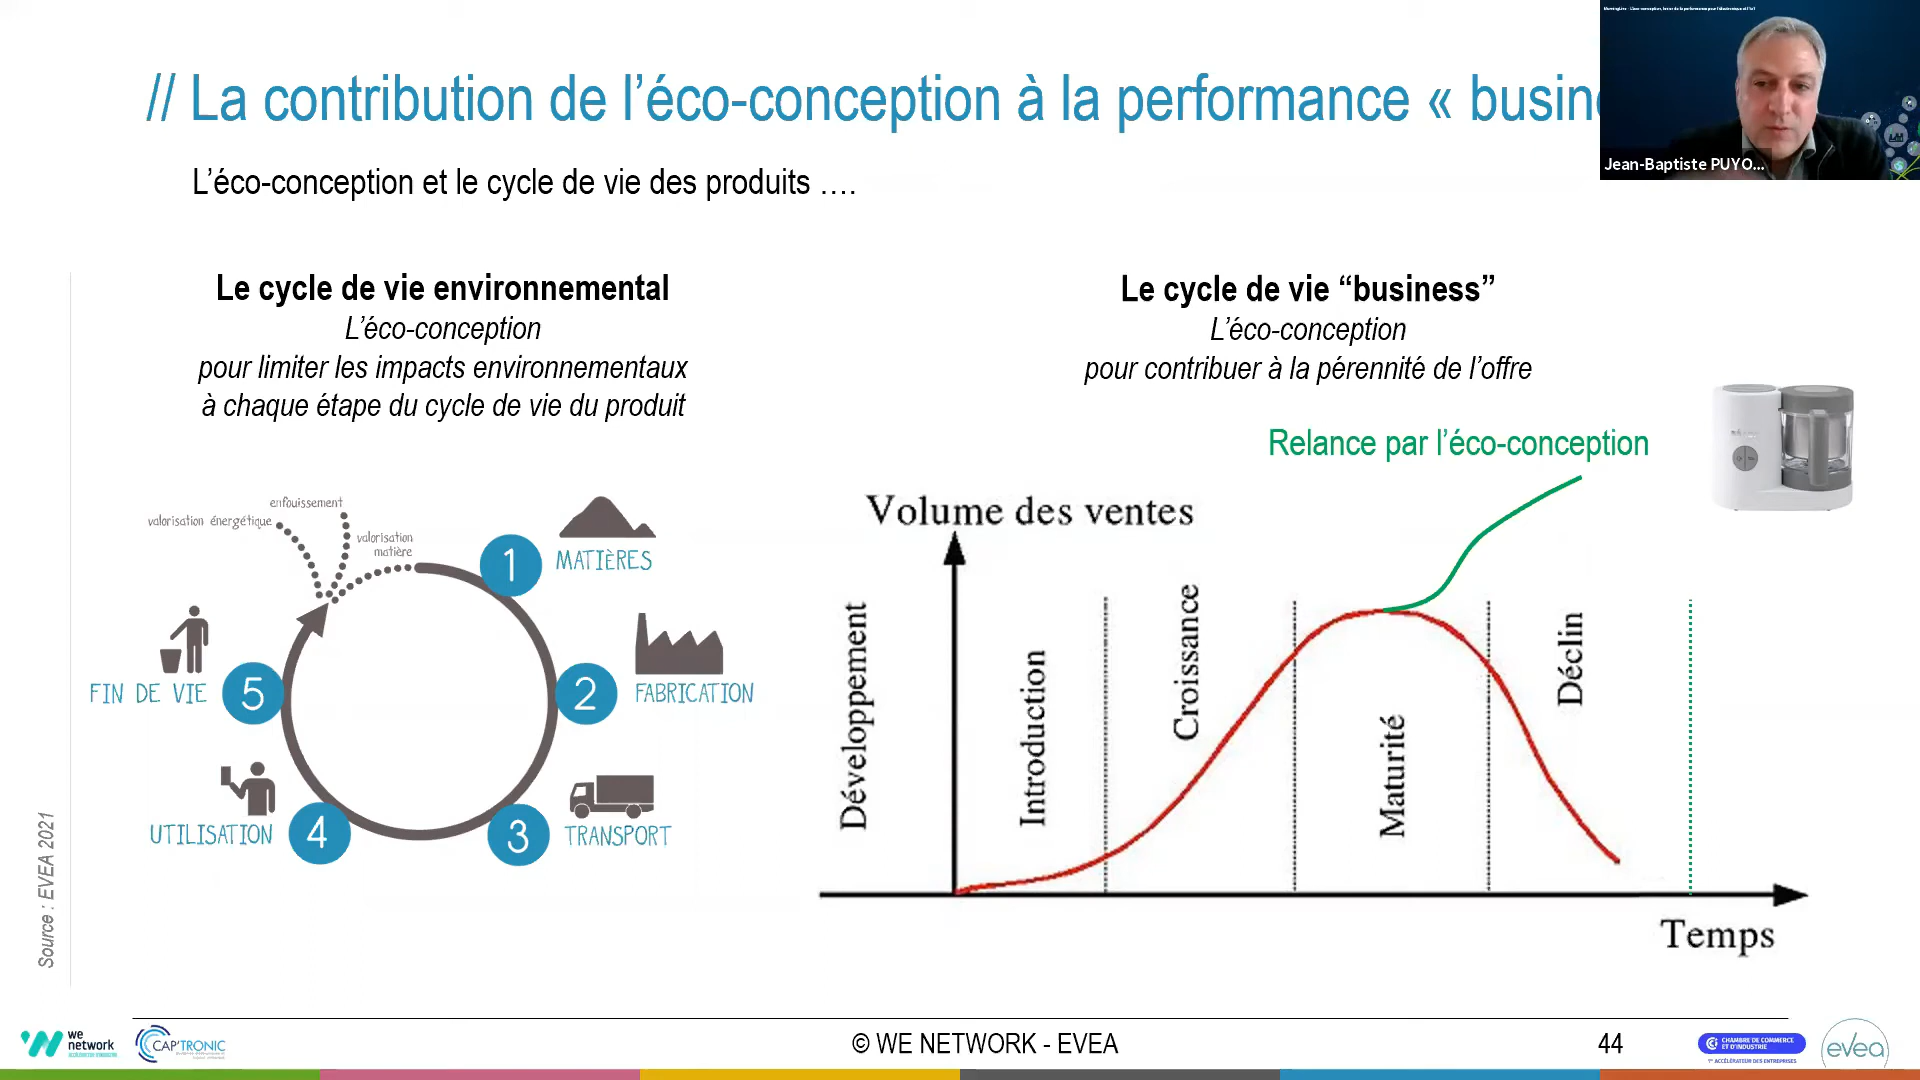 // La contribution de l’éco-conception à la performance « busin
Jean-Baptiste PUYO...
L’éco-conception et le cycle de vie des produits ….
Le cycle de vie environnemental
L’éco-conception
pour limiter les impacts environnementaux
à chaque étape du cycle de vie du produit
Le cycle de vie “business”
L’éco-conception
pour contribuer à la pérennité de l’offre
Relance par l’éco-conception
enfouissement
valorisation énergétique
valorisation
matière
1
MATIÈRES
2
FABRICATION
3
TRANSPORT
4
UTILISATION
5
FIN DE VIE
Volume des ventes
Développement
Introduction
Croissance
Maturité
Déclin
Temps
Source : EVEA 2021
we
network
CAP'TRONIC
© WE NETWORK - EVEA
44
CHAMBRE DE COMMERCE
ET D'INDUSTRIE
1er ACCÉLÉRATEUR DES ENTREPRISES
evea